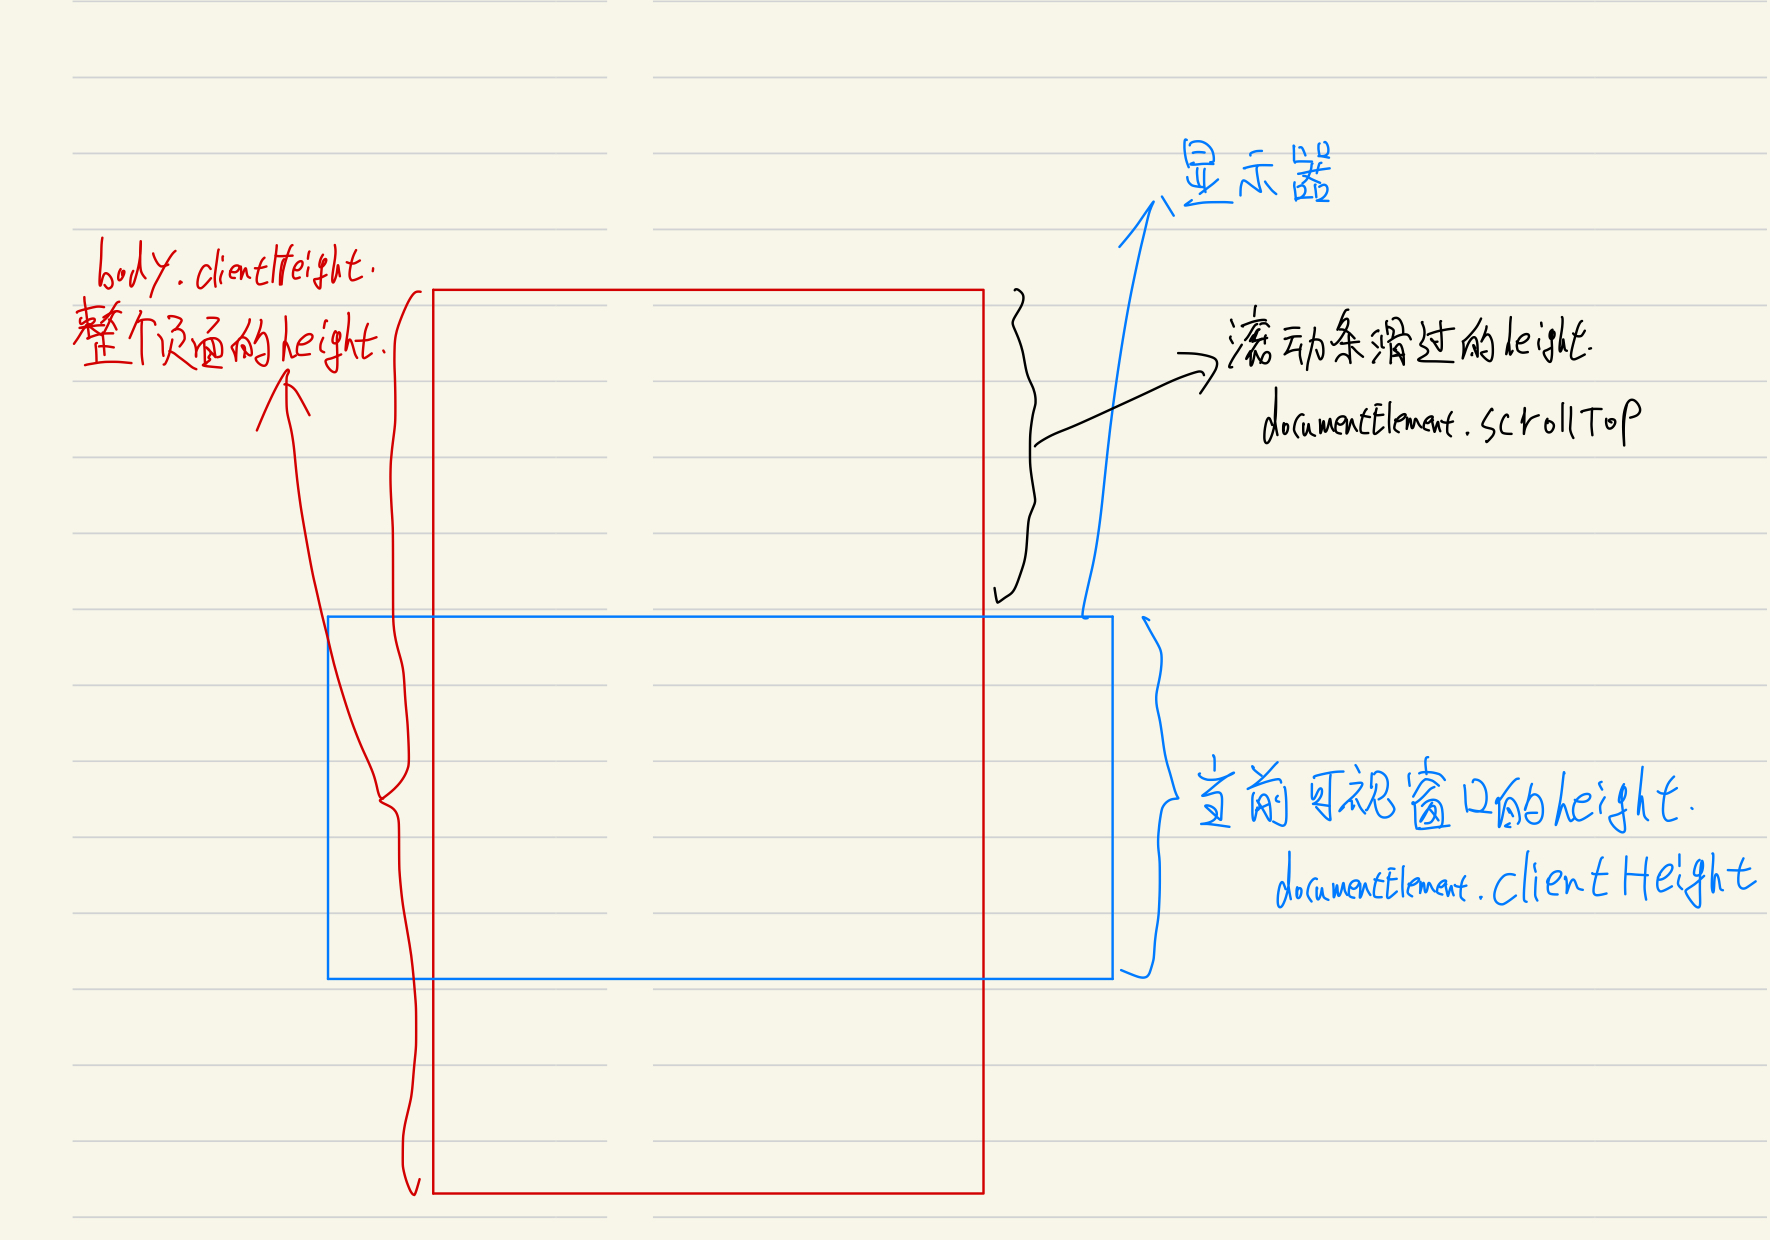 显示器
body.clientHeight.
整个页面的height.
滚动条滑过的height.
documentElement.scrollTop
当前可视窗口的height.
documentElement.clientHeight